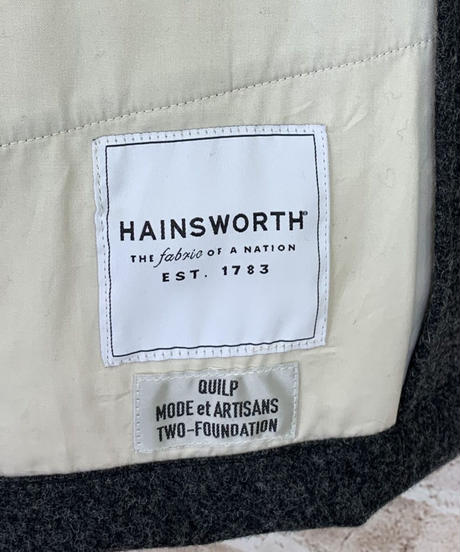 HAINSWORTH®
THE fabric OF A NATION
EST. 1783
QUILP
MODE et ARTISANS
TWO-FOUNDATION